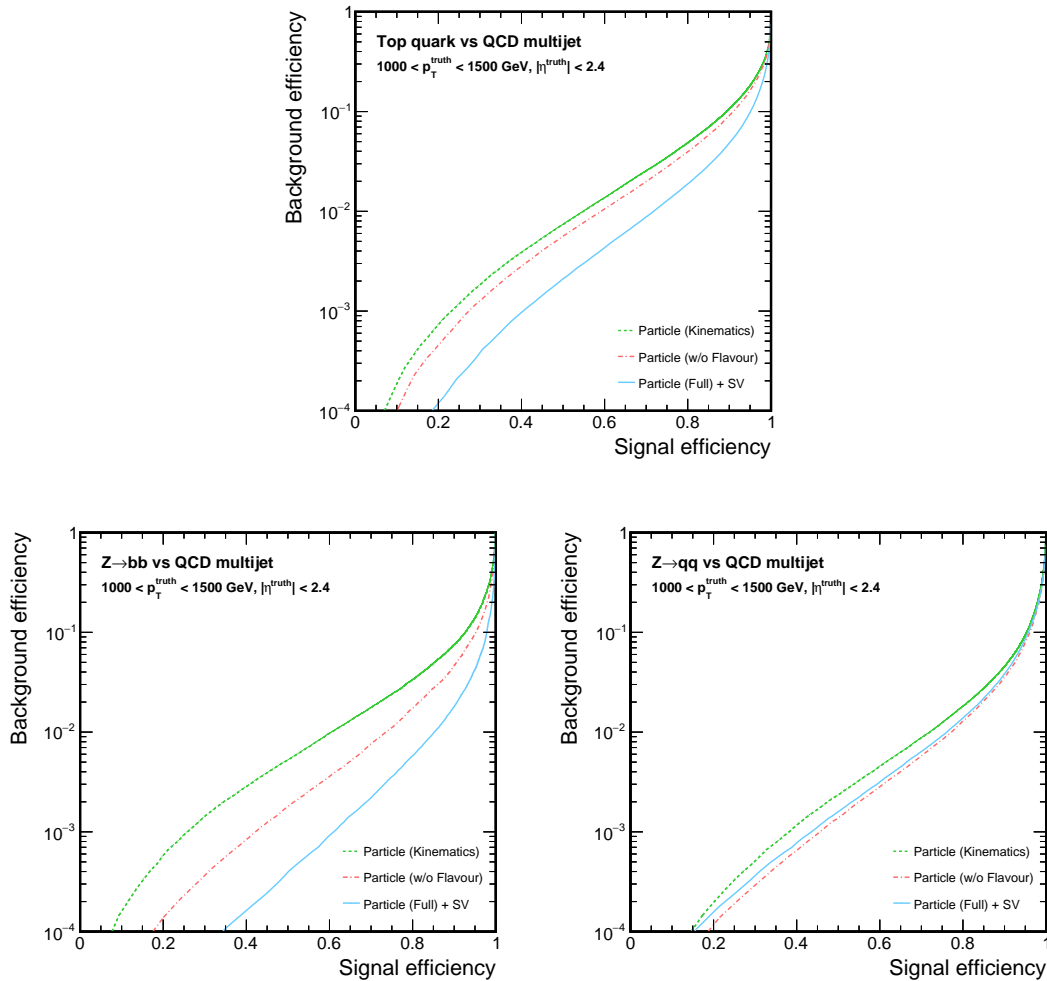 Top quark vs QCD multijet
1000 < p_T^truth < 1500 GeV, |η^truth| < 2.4
Background efficiency
1
10⁻¹
10⁻²
10⁻³
10⁻⁴
Particle (Kinematics)
Particle (w/o Flavour)
Particle (Full) + SV
0 0.2 0.4 0.6 0.8 1
Signal efficiency
Z→bb vs QCD multijet
1000 < p_T^truth < 1500 GeV, |η^truth| < 2.4
Background efficiency
1
10⁻¹
10⁻²
10⁻³
10⁻⁴
Particle (Kinematics)
Particle (w/o Flavour)
Particle (Full) + SV
0 0.2 0.4 0.6 0.8 1
Signal efficiency
Z→qq vs QCD multijet
1000 < p_T^truth < 1500 GeV, |η^truth| < 2.4
Background efficiency
1
10⁻¹
10⁻²
10⁻³
10⁻⁴
Particle (Kinematics)
Particle (w/o Flavour)
Particle (Full) + SV
0 0.2 0.4 0.6 0.8 1
Signal efficiency